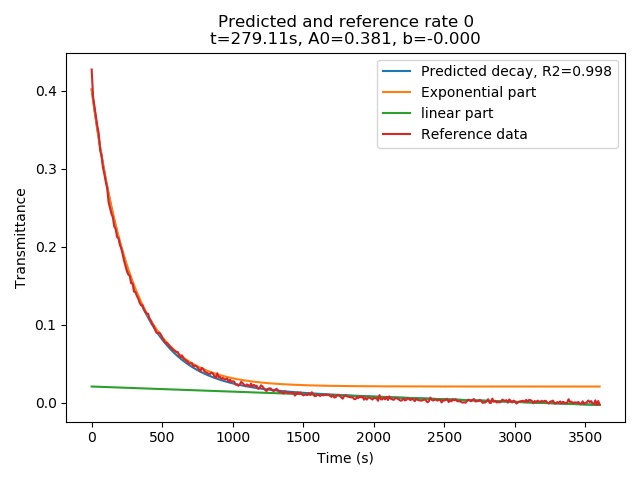 Predicted and reference rate 0
t=279.11s, A0=0.381, b=-0.000
Predicted decay, R2=0.998
Exponential part
linear part
Reference data
Transmittance
0.4
0.3
0.2
0.1
0.0
0
500
1000
1500
2000
2500
3000
3500
Time (s)